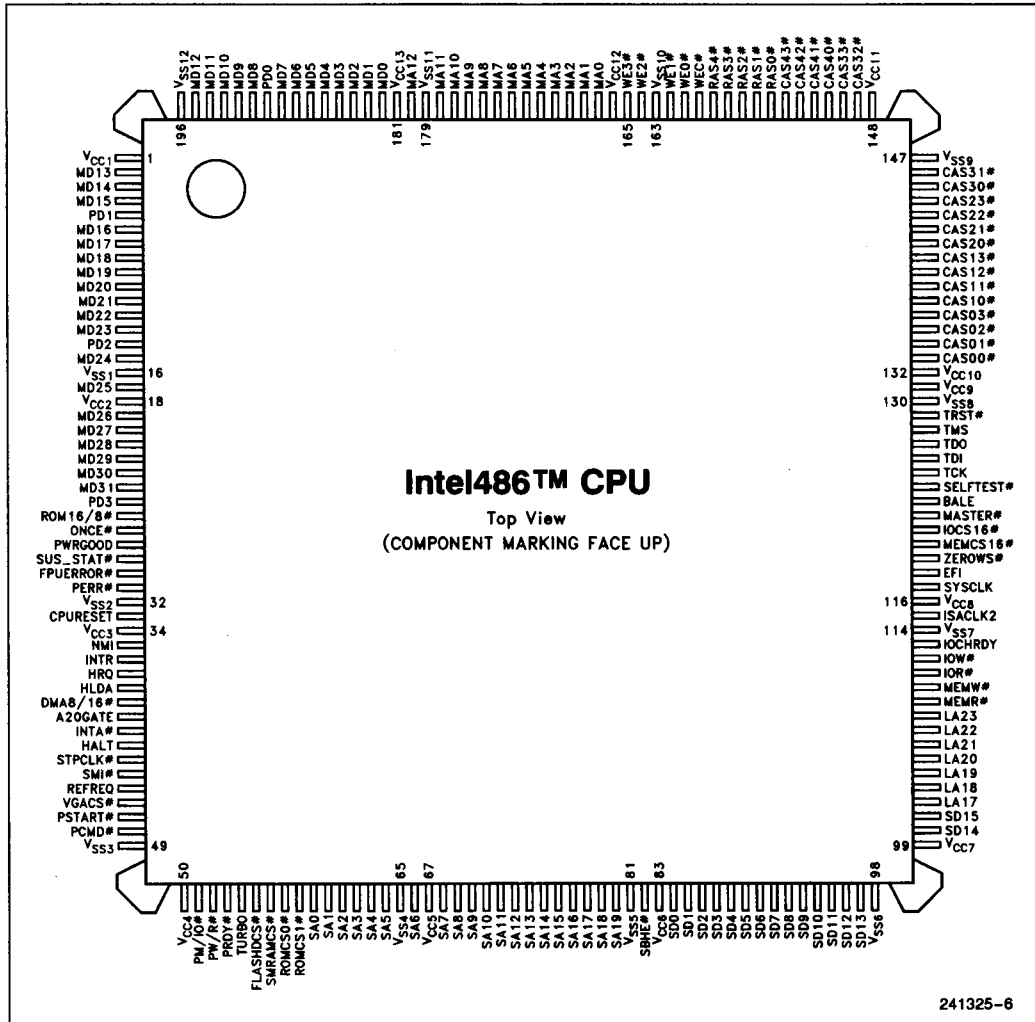 VSS12
MD12
MD11
MD10
MD9
MD8
PD0
MD7
MD6
MD5
MD4
MD3
MD2
MD1
MD0
VCC13
MA12
VSS11
MA11
MA10
MA9
MA8
MA7
MA6
MA5
MA4
MA3
MA2
MA1
MA0
VCC12
WE3#
WE2#
VSS10
WE1#
WE0#
WEC#
RAS4#
RAS3#
RAS2#
RAS1#
RAS0#
CAS43#
CAS42#
CAS41#
CAS40#
CAS33#
CAS32#
VCC11
196
181
179
165
163
148
VCC1 1
MD13
MD14
MD15
PD1
MD16
MD17
MD18
MD19
MD20
MD21
MD22
MD23
PD2
MD24
VSS1 16
MD25
VCC2 18
MD26
MD27
MD28
MD29
MD30
MD31
PD3
ROM16/8#
ONCE#
PWRGOOD
SUS_STAT#
FPUERROR#
PERR#
VSS2 32
CPURESET
VCC3 34
NMI
INTR
HRQ
HLDA
DMA8/16#
A20GATE
INTA#
HALT
STPCLK#
SMI#
REFREQ
VGACS#
PSTART#
PCMD#
VSS3 49
Intel486™ CPU
Top View
(COMPONENT MARKING FACE UP)
147 VSS9
CAS31#
CAS30#
CAS23#
CAS22#
CAS21#
CAS20#
CAS13#
CAS12#
CAS11#
CAS10#
CAS03#
CAS02#
CAS01#
CAS00#
132 VCC10
VCC9
130 VSS8
TRST#
TMS
TDO
TDI
TCK
SELFTEST#
BALE
MASTER#
IOCS16#
MEMCS16#
ZEROWS#
EFI
SYSCLK
116 VCC8
ISACLK2
114 VSS7
IOCHRDY
IOW#
IOR#
MEMW#
MEMR#
LA23
LA22
LA21
LA20
LA19
LA18
LA17
SD15
SD14
99 VCC7
50
65
67
81
83
98
VCC4
PM/IO#
PW/R#
PRDY#
TURBO
FLASHDCS#
SMRAMCS#
ROMCS0#
ROMCS1#
SA0
SA1
SA2
SA3
SA4
SA5
VSS4
SA6
VCC5
SA7
SA8
SA9
SA10
SA11
SA12
SA13
SA14
SA15
SA16
SA17
SA18
SA19
VSS5
SBHE#
VCC6
SD0
SD1
SD2
SD3
SD4
SD5
SD6
SD7
SD8
SD9
SD10
SD11
SD12
SD13
VSS6
241325-6